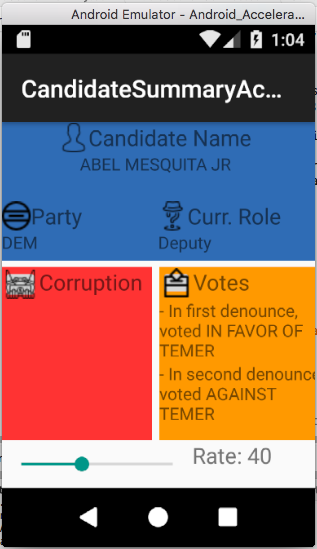 Android Emulator - Android_Accelera...
1:04
CandidateSummaryAc...
Candidate Name
ABEL MESQUITA JR
Party
Curr. Role
DEM
Deputy
Corruption
Votes
- In first denounce,
voted IN FAVOR OF
TEMER
- In second denounce
voted AGAINST
TEMER
Rate: 40